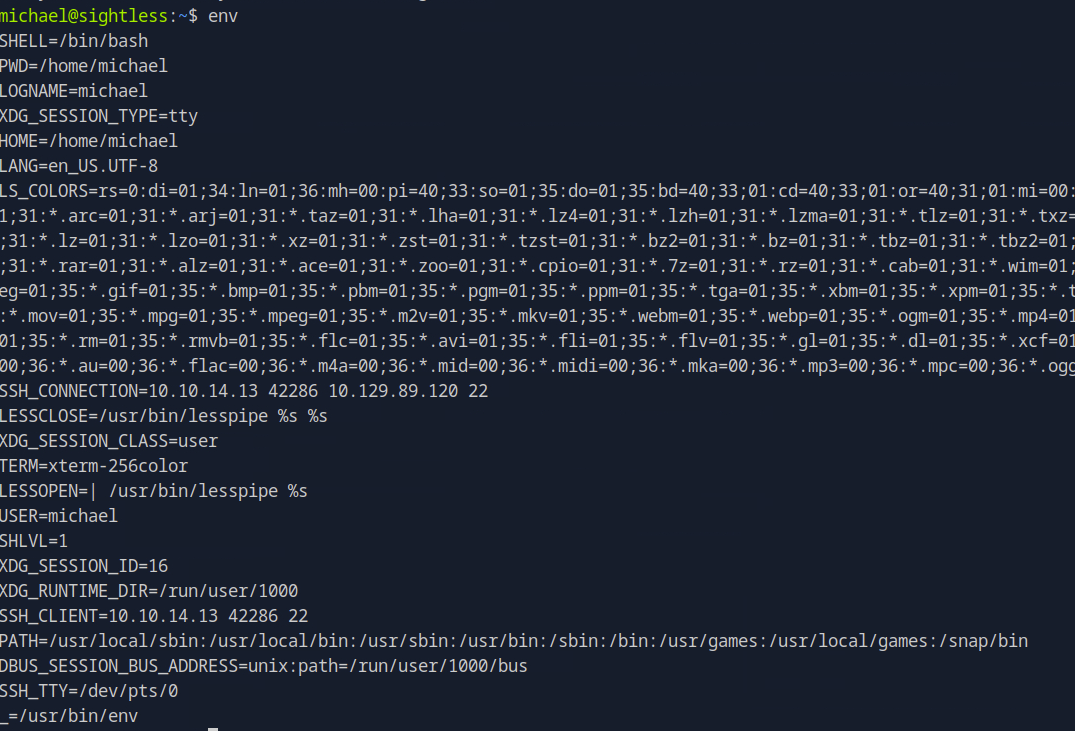 michael@sightless:~$ env
SHELL=/bin/bash
PWD=/home/michael
LOGNAME=michael
XDG_SESSION_TYPE=tty
HOME=/home/michael
LANG=en_US.UTF-8
LS_COLORS=rs=0:di=01;34:ln=01;36:mh=00:pi=40;33:so=01;35:do=01;35:bd=40;33;01:cd=40;33;01:or=40;31;01:mi=00:
1;31:*.arc=01;31:*.arj=01;31:*.taz=01;31:*.lha=01;31:*.lz4=01;31:*.lzh=01;31:*.lzma=01;31:*.tlz=01;31:*.txz=
;31:*.lz=01;31:*.lzo=01;31:*.xz=01;31:*.zst=01;31:*.tzst=01;31:*.bz2=01;31:*.bz=01;31:*.tbz=01;31:*.tbz2=01;
;31:*.rar=01;31:*.alz=01;31:*.ace=01;31:*.zoo=01;31:*.cpio=01;31:*.7z=01;31:*.rz=01;31:*.cab=01;31:*.wim=01;
eg=01;35:*.gif=01;35:*.bmp=01;35:*.pbm=01;35:*.pgm=01;35:*.ppm=01;35:*.tga=01;35:*.xbm=01;35:*.xpm=01;35:*.t
:*.mov=01;35:*.mpg=01;35:*.mpeg=01;35:*.m2v=01;35:*.mkv=01;35:*.webm=01;35:*.webp=01;35:*.ogm=01;35:*.mp4=01
01;35:*.rm=01;35:*.rmvb=01;35:*.flc=01;35:*.avi=01;35:*.fli=01;35:*.flv=01;35:*.gl=01;35:*.dl=01;35:*.xcf=01
00;36:*.au=00;36:*.flac=00;36:*.m4a=00;36:*.mid=00;36:*.midi=00;36:*.mka=00;36:*.mp3=00;36:*.mpc=00;36:*.ogg
SSH_CONNECTION=10.10.14.13 42286 10.129.89.120 22
LESSCLOSE=/usr/bin/lesspipe %s %s
XDG_SESSION_CLASS=user
TERM=xterm-256color
LESSOPEN=| /usr/bin/lesspipe %s
USER=michael
SHLVL=1
XDG_SESSION_ID=16
XDG_RUNTIME_DIR=/run/user/1000
SSH_CLIENT=10.10.14.13 42286 22
PATH=/usr/local/sbin:/usr/local/bin:/usr/sbin:/usr/bin:/sbin:/bin:/usr/games:/usr/local/games:/snap/bin
DBUS_SESSION_BUS_ADDRESS=unix:path=/run/user/1000/bus
SSH_TTY=/dev/pts/0
_=/usr/bin/env